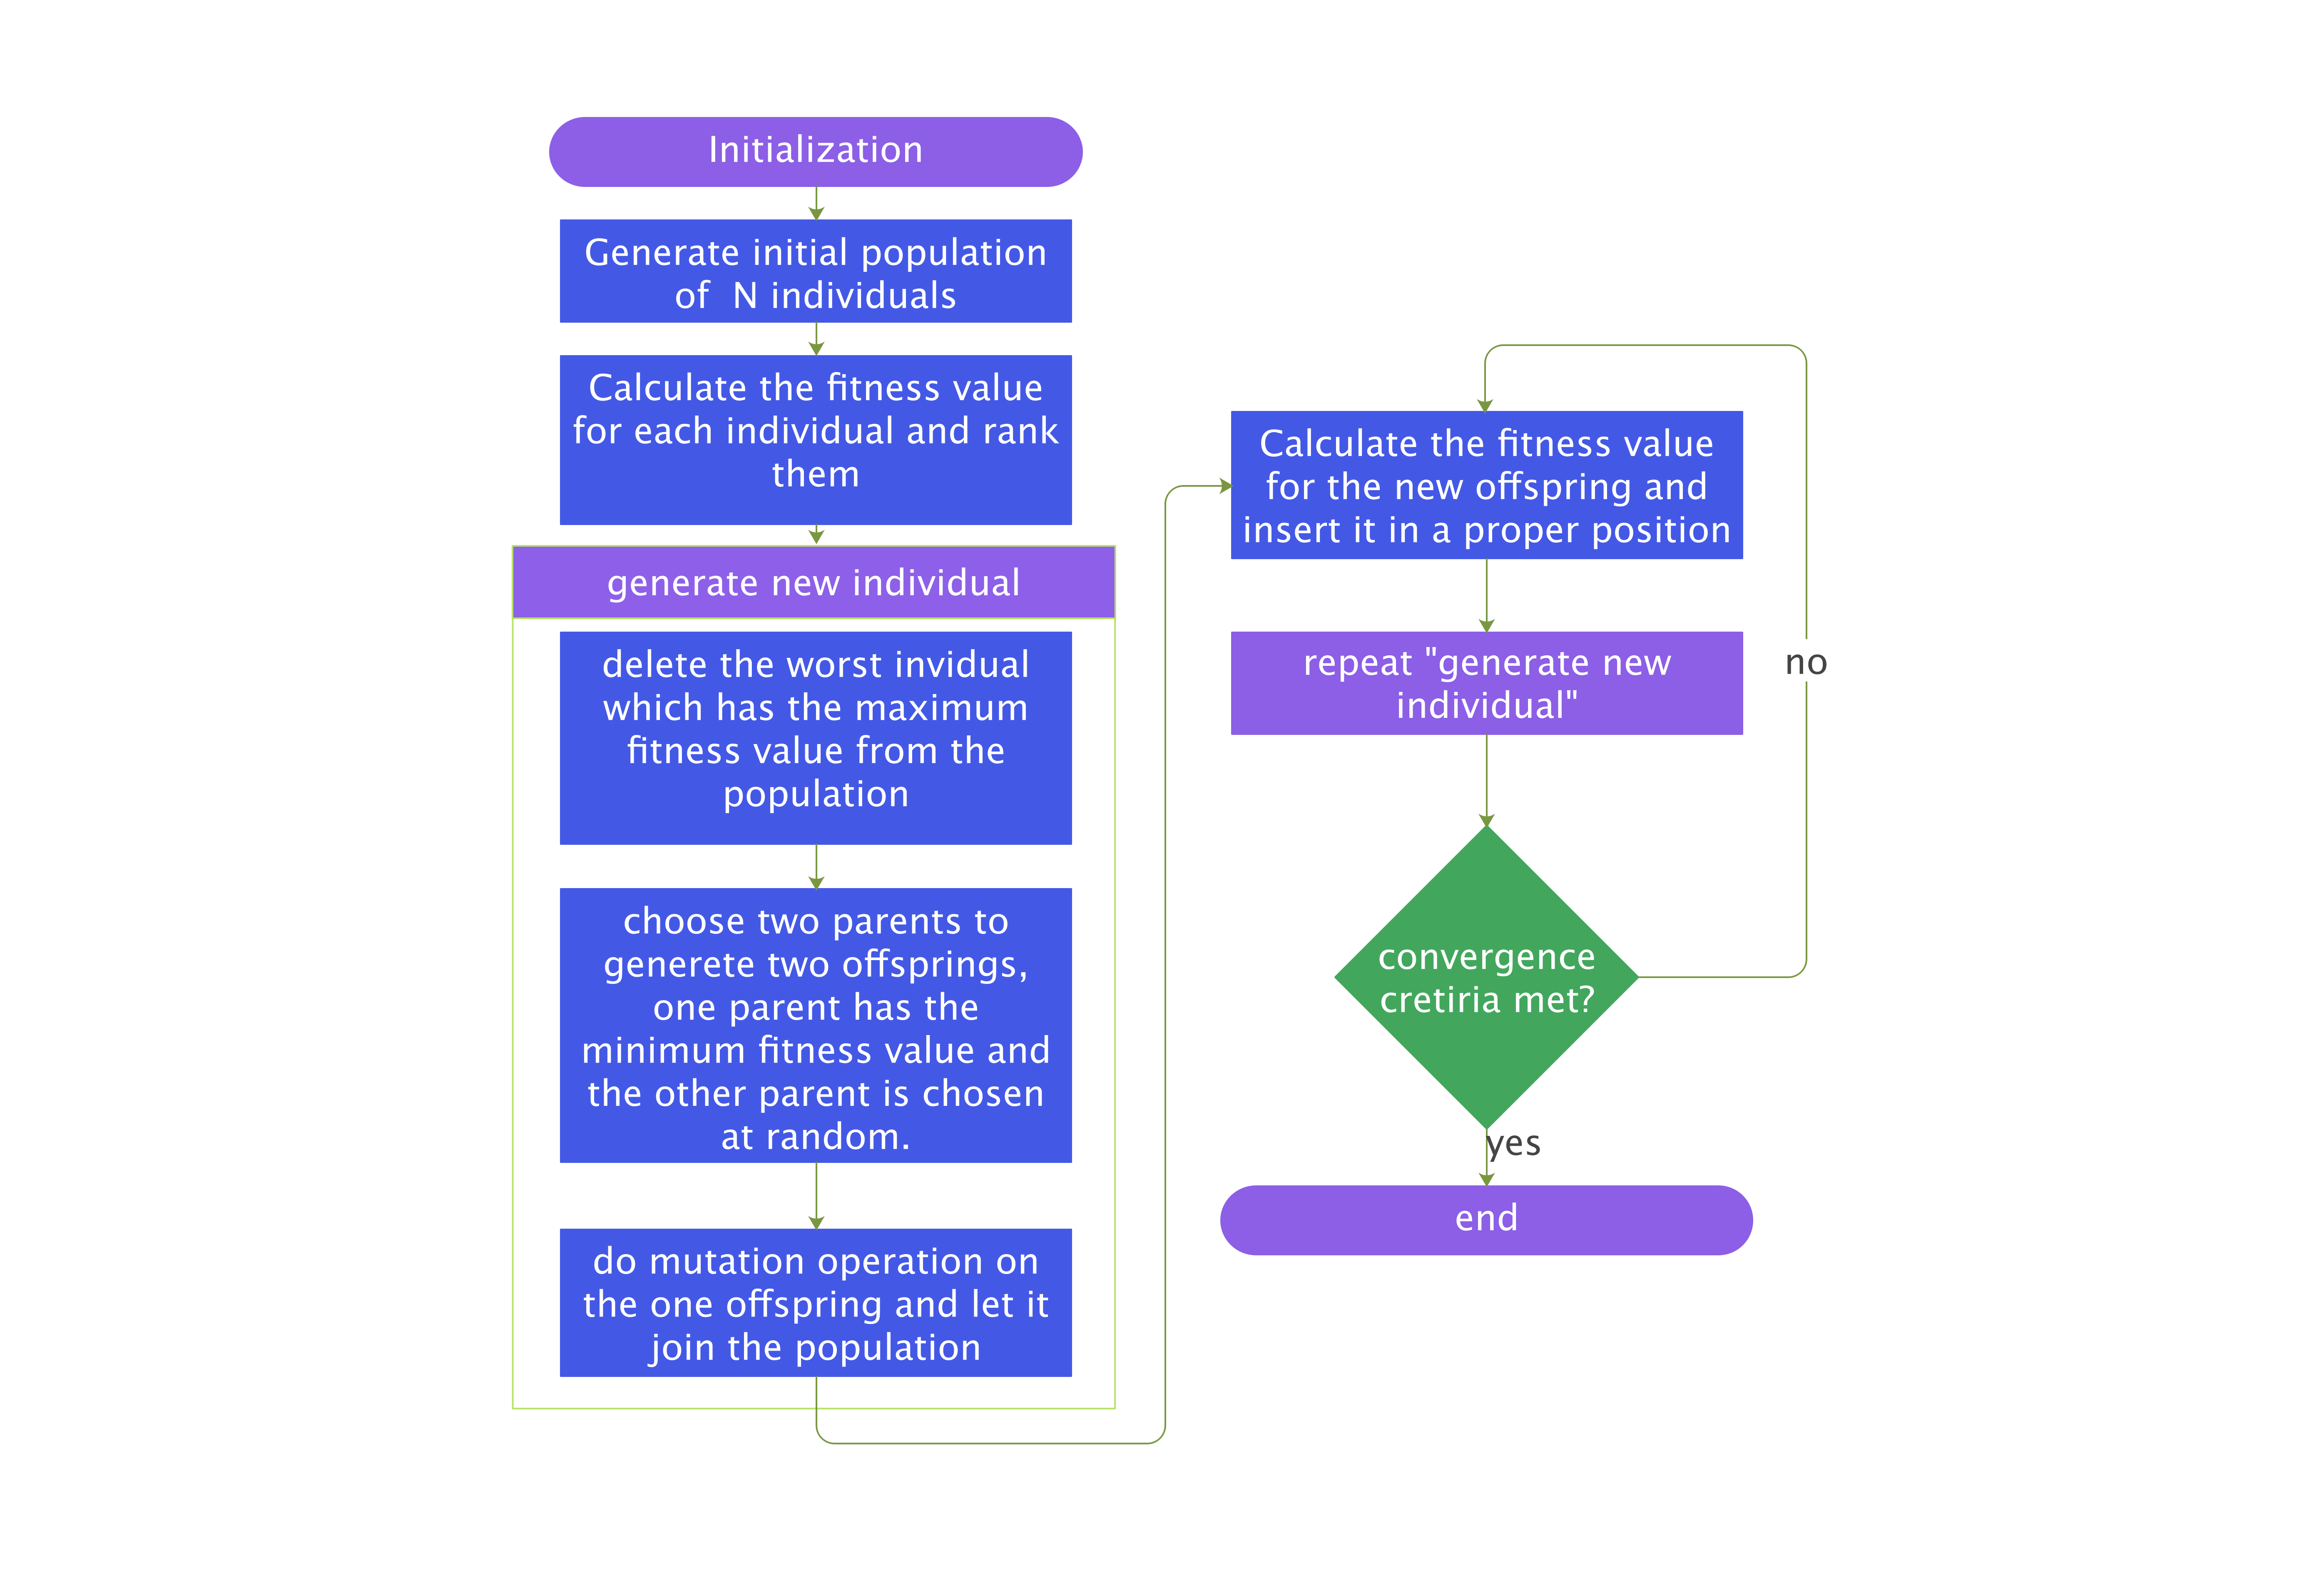 Initialization
Generate initial population
of  N individuals
Calculate the fitness value
for each individual and rank
them
generate new individual
delete the worst invidual
which has the maximum
fitness value from the
population
choose two parents to
generete two offsprings,
one parent has the
minimum fitness value and
the other parent is chosen
at random.
do mutation operation on
the one offspring and let it
join the population
Calculate the fitness value
for the new offspring and
insert it in a proper position
repeat "generate new
individual"
no
convergence
cretiria met?
yes
end